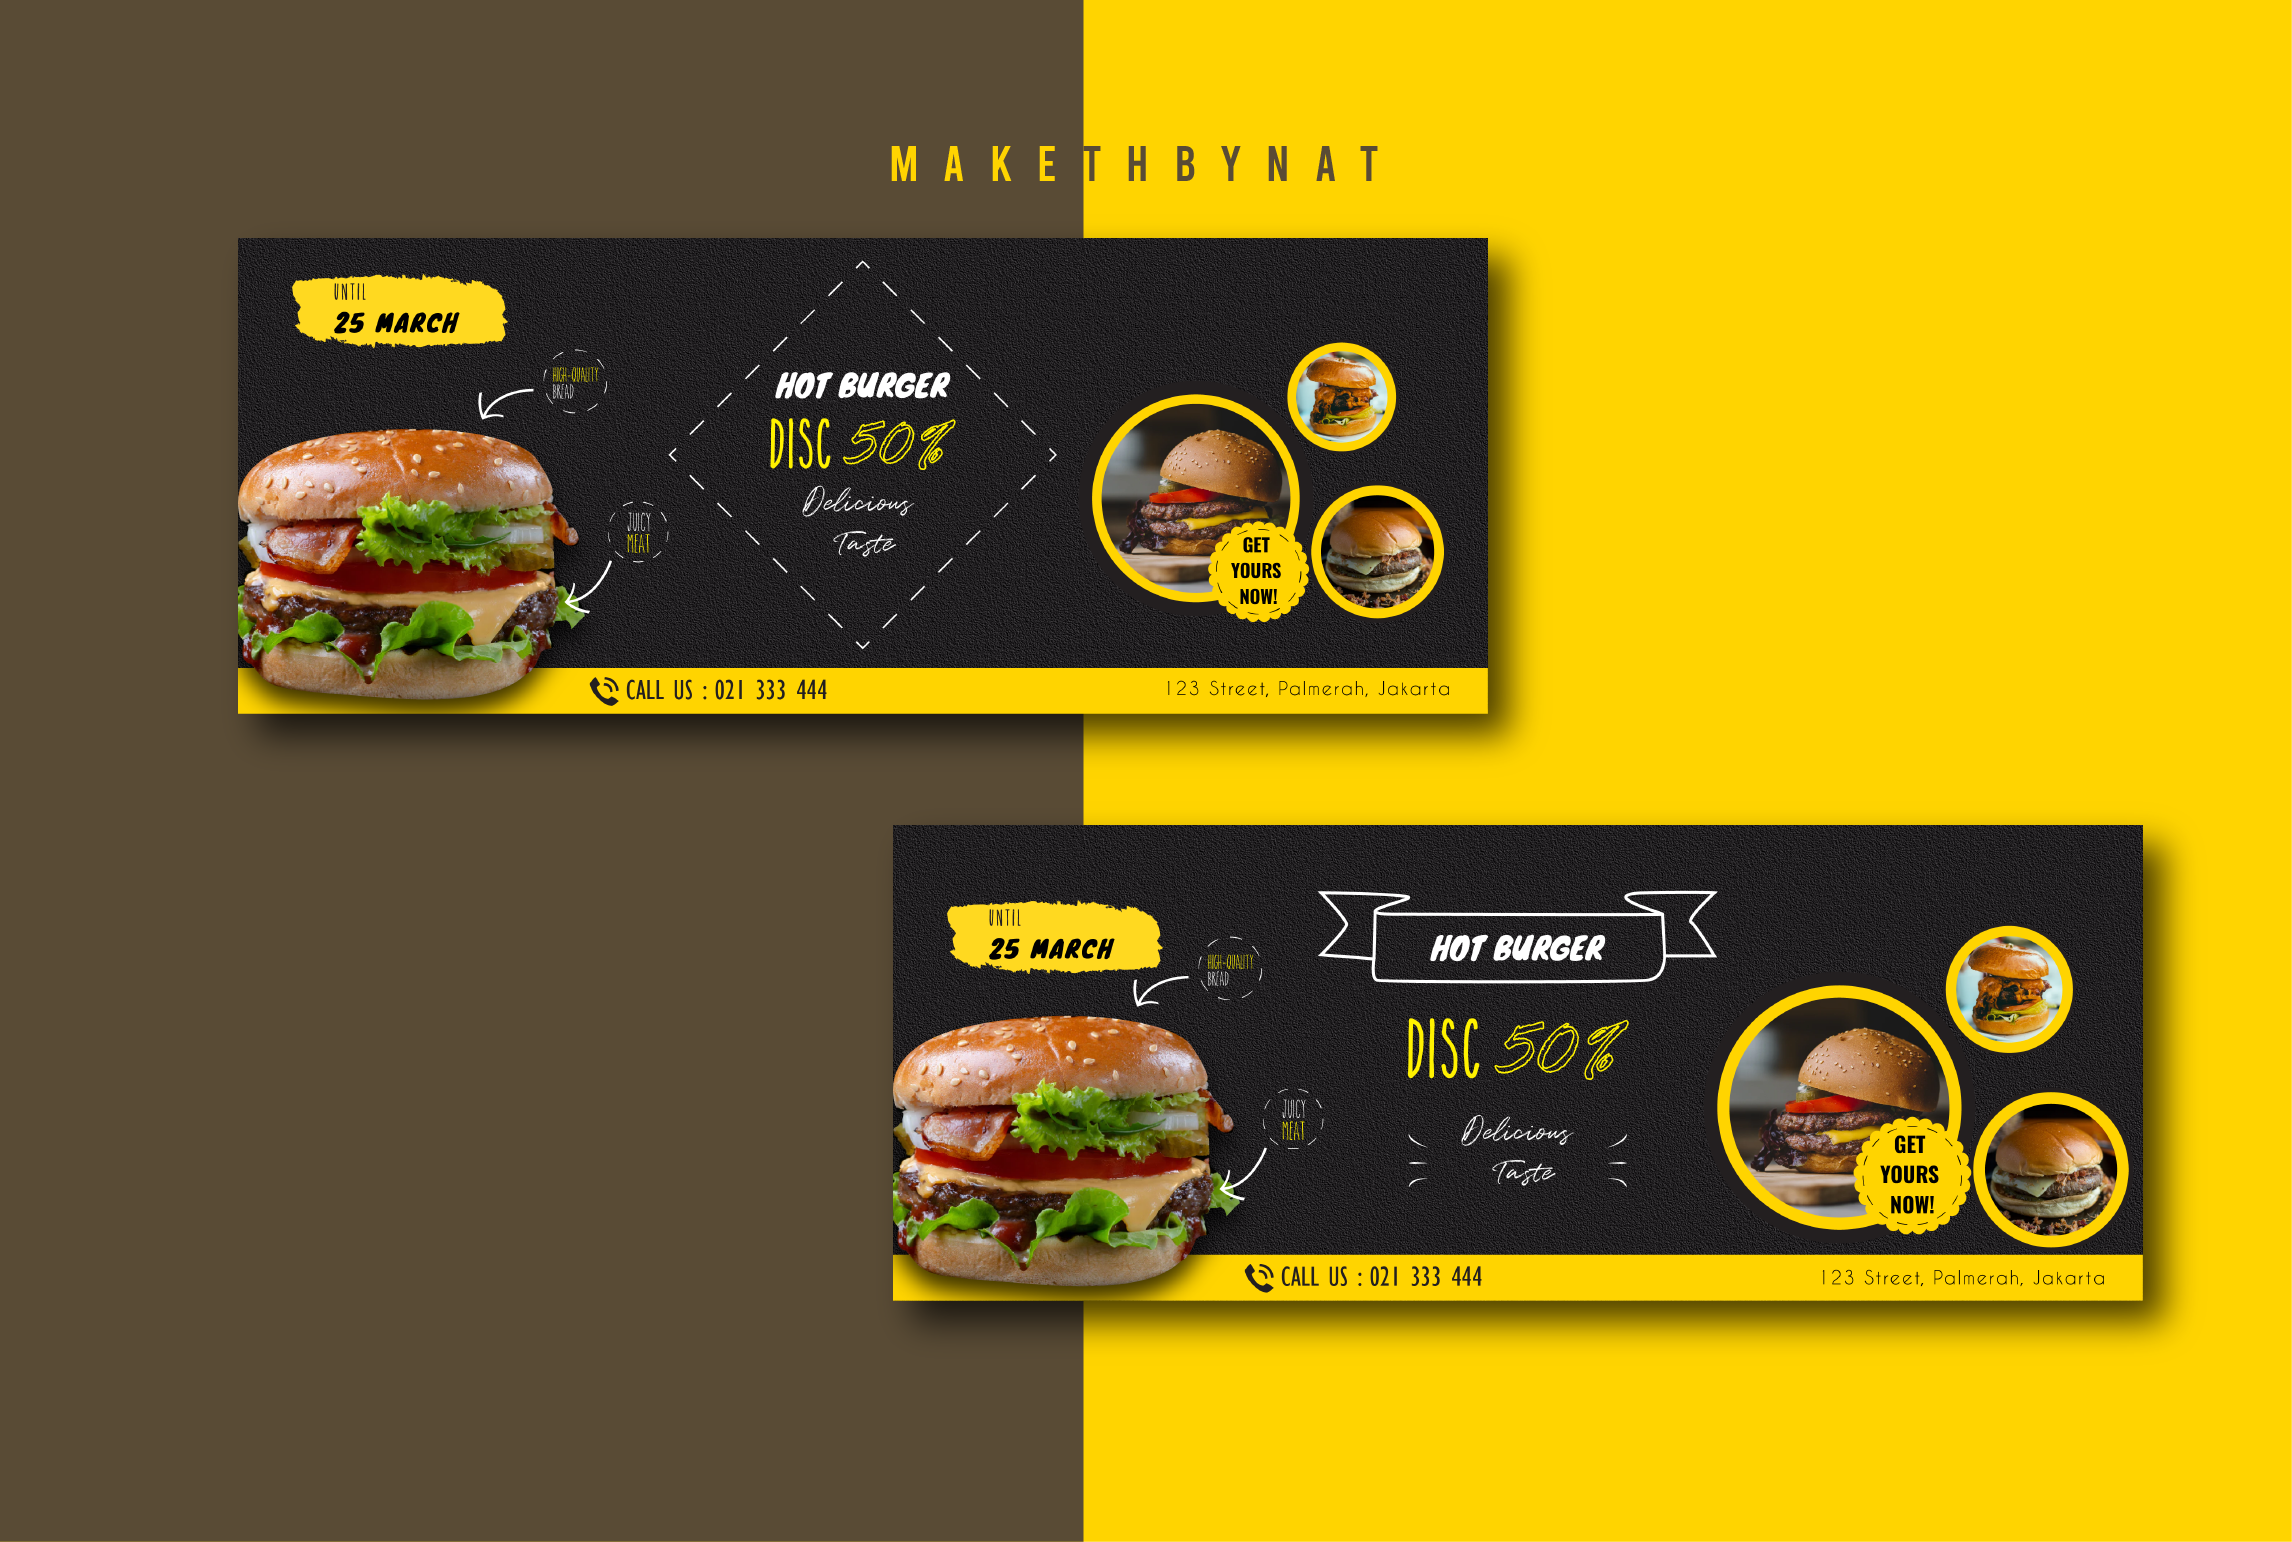 MAKETHBYNAT
UNTIL
25 MARCH
HIGH-QUALITY
BREAD
JUICY
MEAT
HOT BURGER
DISC 50%
Delicious
Taste
GET
YOURS
NOW!
CALL US : 021 333 444
123 Street, Palmerah, Jakarta
UNTIL
25 MARCH
HIGH-QUALITY
BREAD
JUICY
MEAT
HOT BURGER
DISC 50%
Delicious
Taste
GET
YOURS
NOW!
CALL US : 021 333 444
123 Street, Palmerah, Jakarta